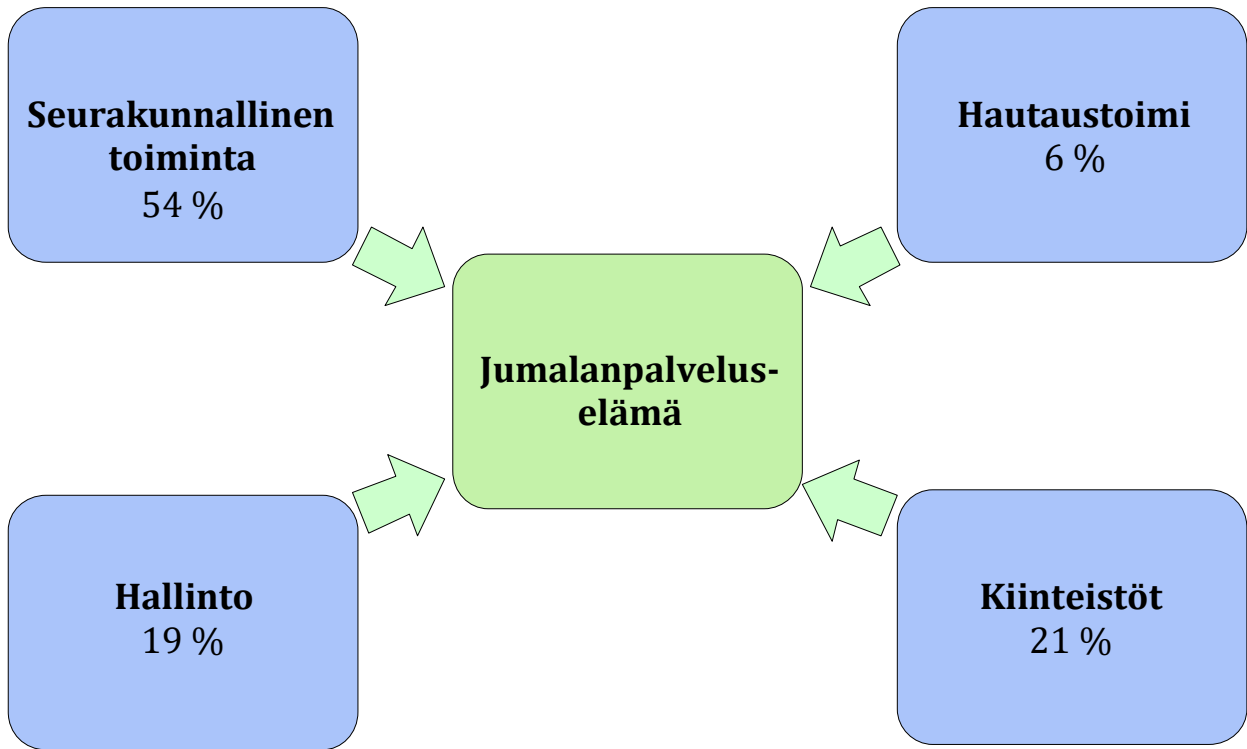 Seurakunnallinen
toiminta
54 %
Hautaustoimi
6 %
Jumalanpalvelus-
elämä
Hallinto
19 %
Kiinteistöt
21 %